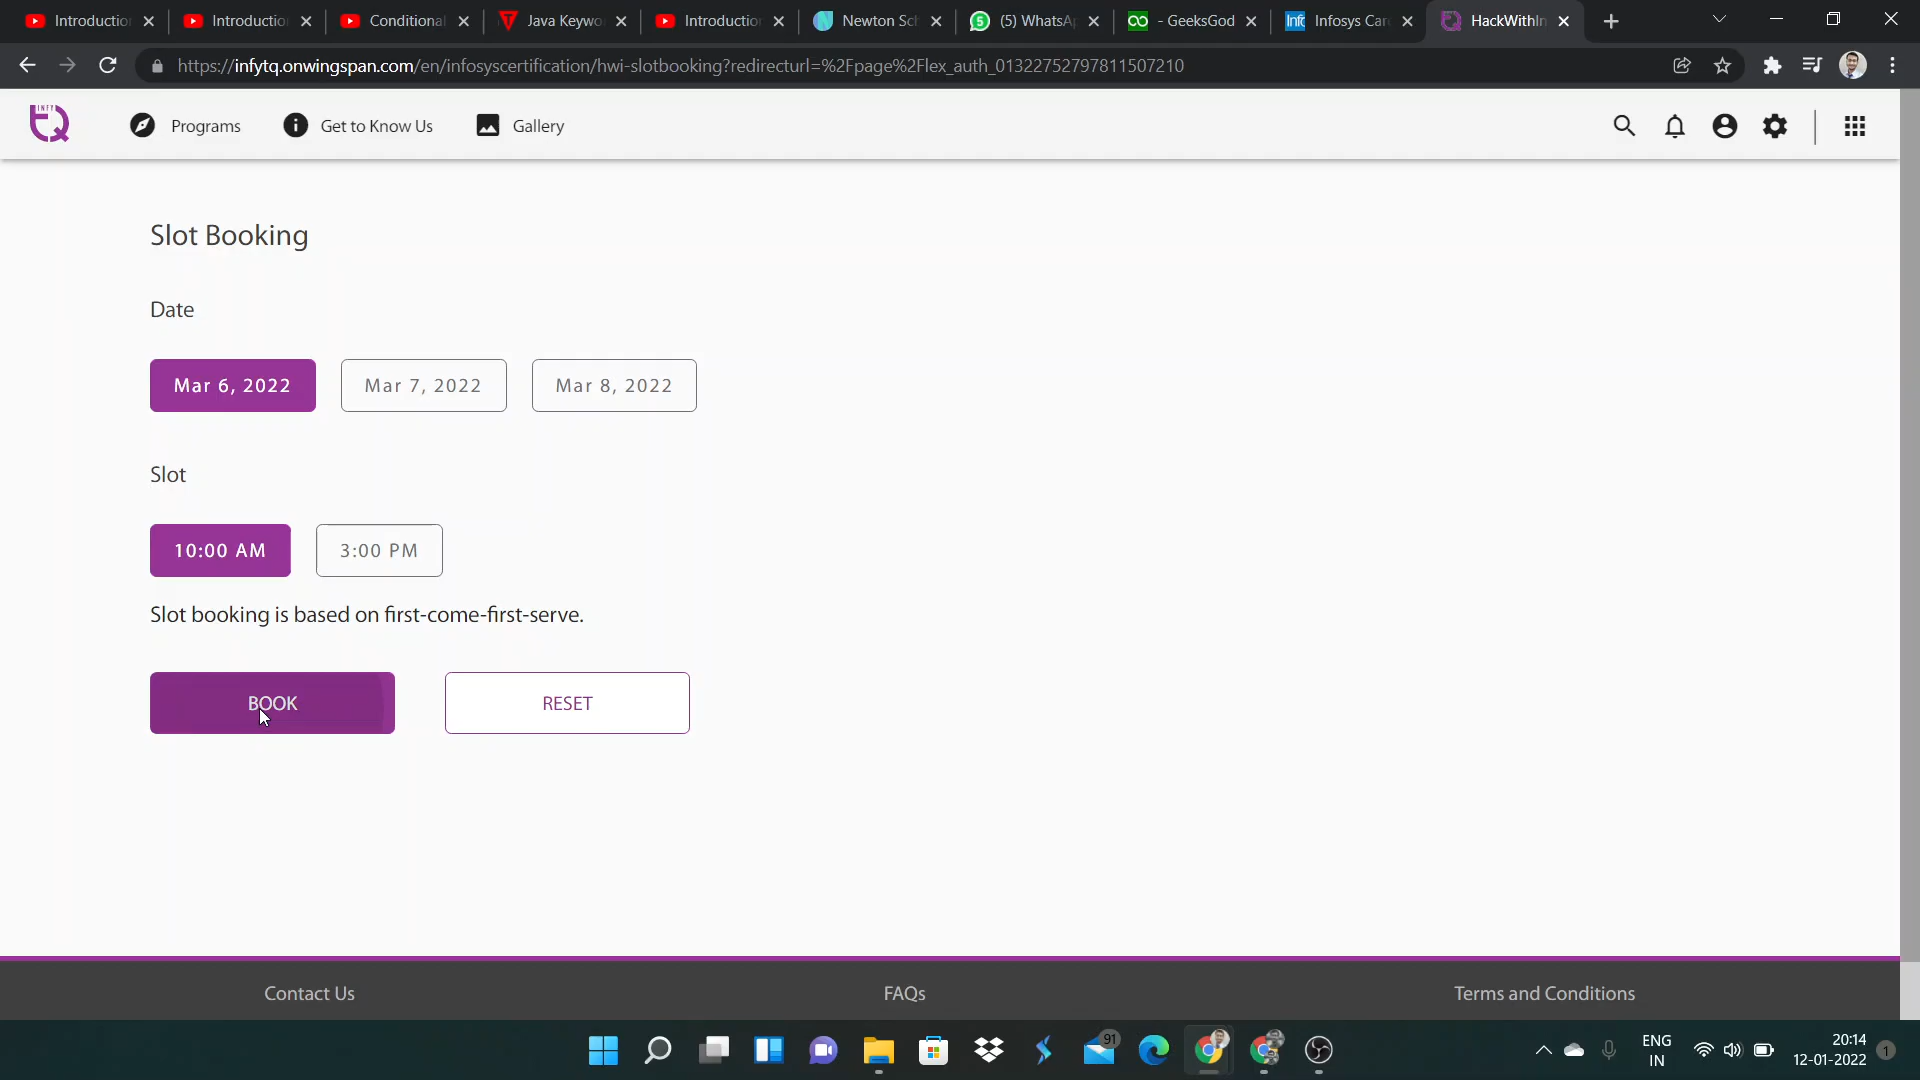 Introductio
Introductio
Conditional
Java Keywo
Introductio
Newton Sch
(5) WhatsAp
- GeeksGod
Infosys Car
HackWithIn
https://infytq.onwingspan.com/en/infosyscertification/hwi-slotbooking?redirecturl=%2Fpage%2Flex_auth_01322752797811507210
INFY
Programs
Get to Know Us
Gallery
Slot Booking
Date
Mar 6, 2022
Mar 7, 2022
Mar 8, 2022
Slot
10:00 AM
3:00 PM
Slot booking is based on first-come-first-serve.
BOOK
RESET
Contact Us
FAQs
Terms and Conditions
91
ENG
IN
20:14
12-01-2022
1